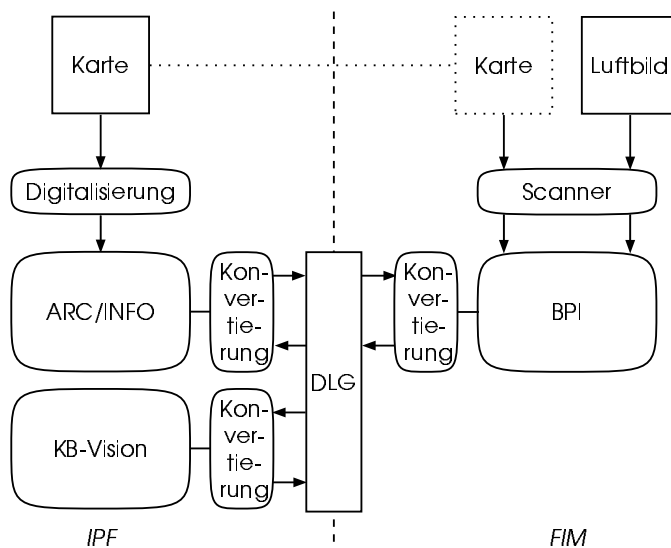 Karte
Karte
Luftbild
Digitalisierung
Scanner
ARC/INFO
Kon-
ver-
tie-
rung
DLG
Kon-
ver-
tie-
rung
BPI
KB-Vision
Kon-
ver-
tie-
rung
IPF
FIM